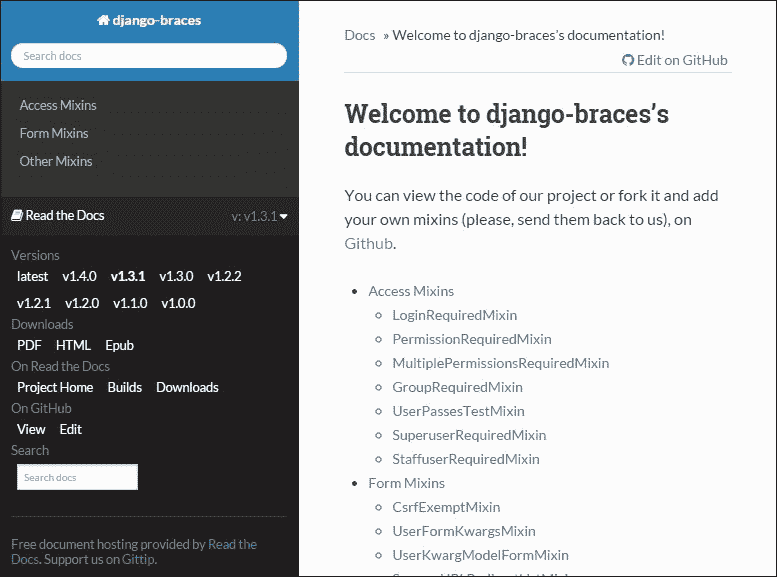 django-braces
Search docs
Access Mixins
Form Mixins
Other Mixins
Read the Docs
v: v1.3.1
Versions
latest v1.4.0 v1.3.1 v1.3.0 v1.2.2
v1.2.1 v1.2.0 v1.1.0 v1.0.0
Downloads
PDF HTML Epub
On Read the Docs
Project Home Builds Downloads
On GitHub
View Edit
Search
Search docs
Free document hosting provided by Read the
Docs. Support us on Gittip.
Docs » Welcome to django-braces's documentation!
Edit on GitHub
Welcome to django-braces's
documentation!
You can view the code of our project or fork it and add
your own mixins (please, send them back to us), on
Github.
• Access Mixins
○ LoginRequiredMixin
○ PermissionRequiredMixin
○ MultiplePermissionsRequiredMixin
○ GroupRequiredMixin
○ UserPassesTestMixin
○ SuperuserRequiredMixin
○ StaffuserRequiredMixin
• Form Mixins
○ CsrfExemptMixin
○ UserFormKwargsMixin
○ UserKwargModelFormMixin